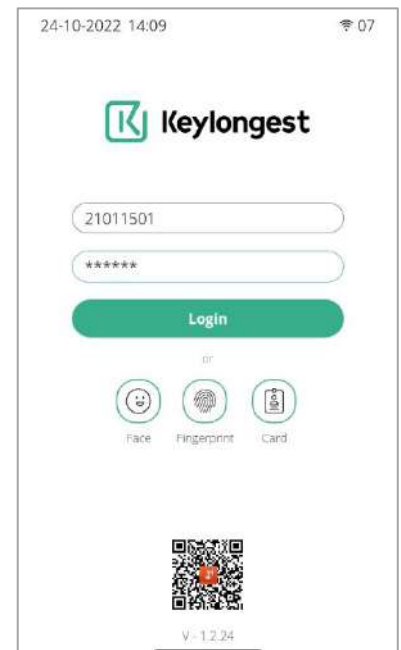 24-10-2022 14:09 07
Keylongest
21011501
******
Login
or
Face Fingerprint Card
V - 1.2.24